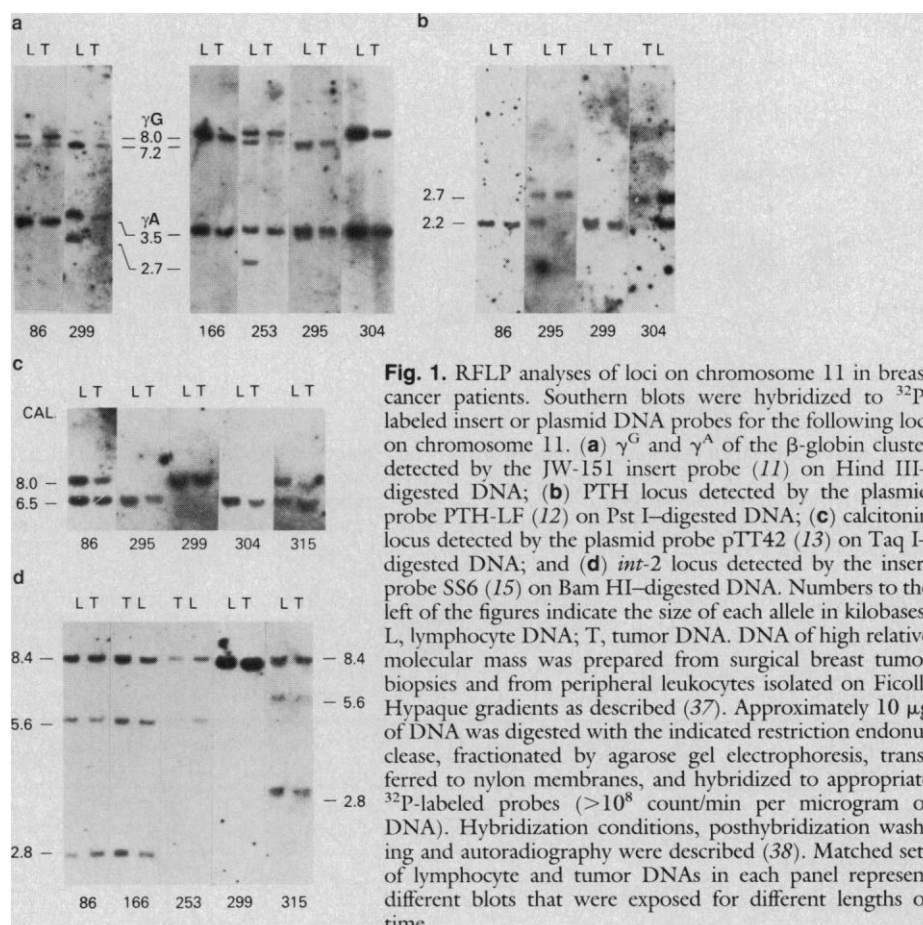 a
b
L T L T
L T L T L T L T
L T L T L T T L
γG
8.0
7.2
γA
3.5
2.7
2.7
2.2
86 299
166 253 295 304
86 295 299 304
c
L T L T L T L T L T
CAL.
8.0
6.5
86 295 299 304 315
d
L T T L T L L T L T
8.4
5.6
2.8
8.4
5.6
2.8
86 166 253 299 315
Fig. 1. RFLP analyses of loci on chromosome 11 in breas
cancer patients. Southern blots were hybridized to ³²P
labeled insert or plasmid DNA probes for the following loc
on chromosome 11. (a) γᴳ and γᴬ of the β-globin cluste
detected by the JW-151 insert probe (11) on Hind III-
digested DNA; (b) PTH locus detected by the plasmid
probe PTH-LF (12) on Pst I–digested DNA; (c) calcitonin
locus detected by the plasmid probe pTT42 (13) on Taq I-
digested DNA; and (d) int-2 locus detected by the inser
probe SS6 (15) on Bam HI–digested DNA. Numbers to the
left of the figures indicate the size of each allele in kilobases
L, lymphocyte DNA; T, tumor DNA. DNA of high relativ
molecular mass was prepared from surgical breast tumo
biopsies and from peripheral leukocytes isolated on Ficoll
Hypaque gradients as described (37). Approximately 10 μg
of DNA was digested with the indicated restriction endonu
clease, fractionated by agarose gel electrophoresis, trans
ferred to nylon membranes, and hybridized to appropriat
³²P-labeled probes (>10⁸ count/min per microgram o
DNA). Hybridization conditions, posthybridization wash
ing and autoradiography were described (38). Matched set
of lymphocyte and tumor DNAs in each panel represen
different blots that were exposed for different lengths o
time